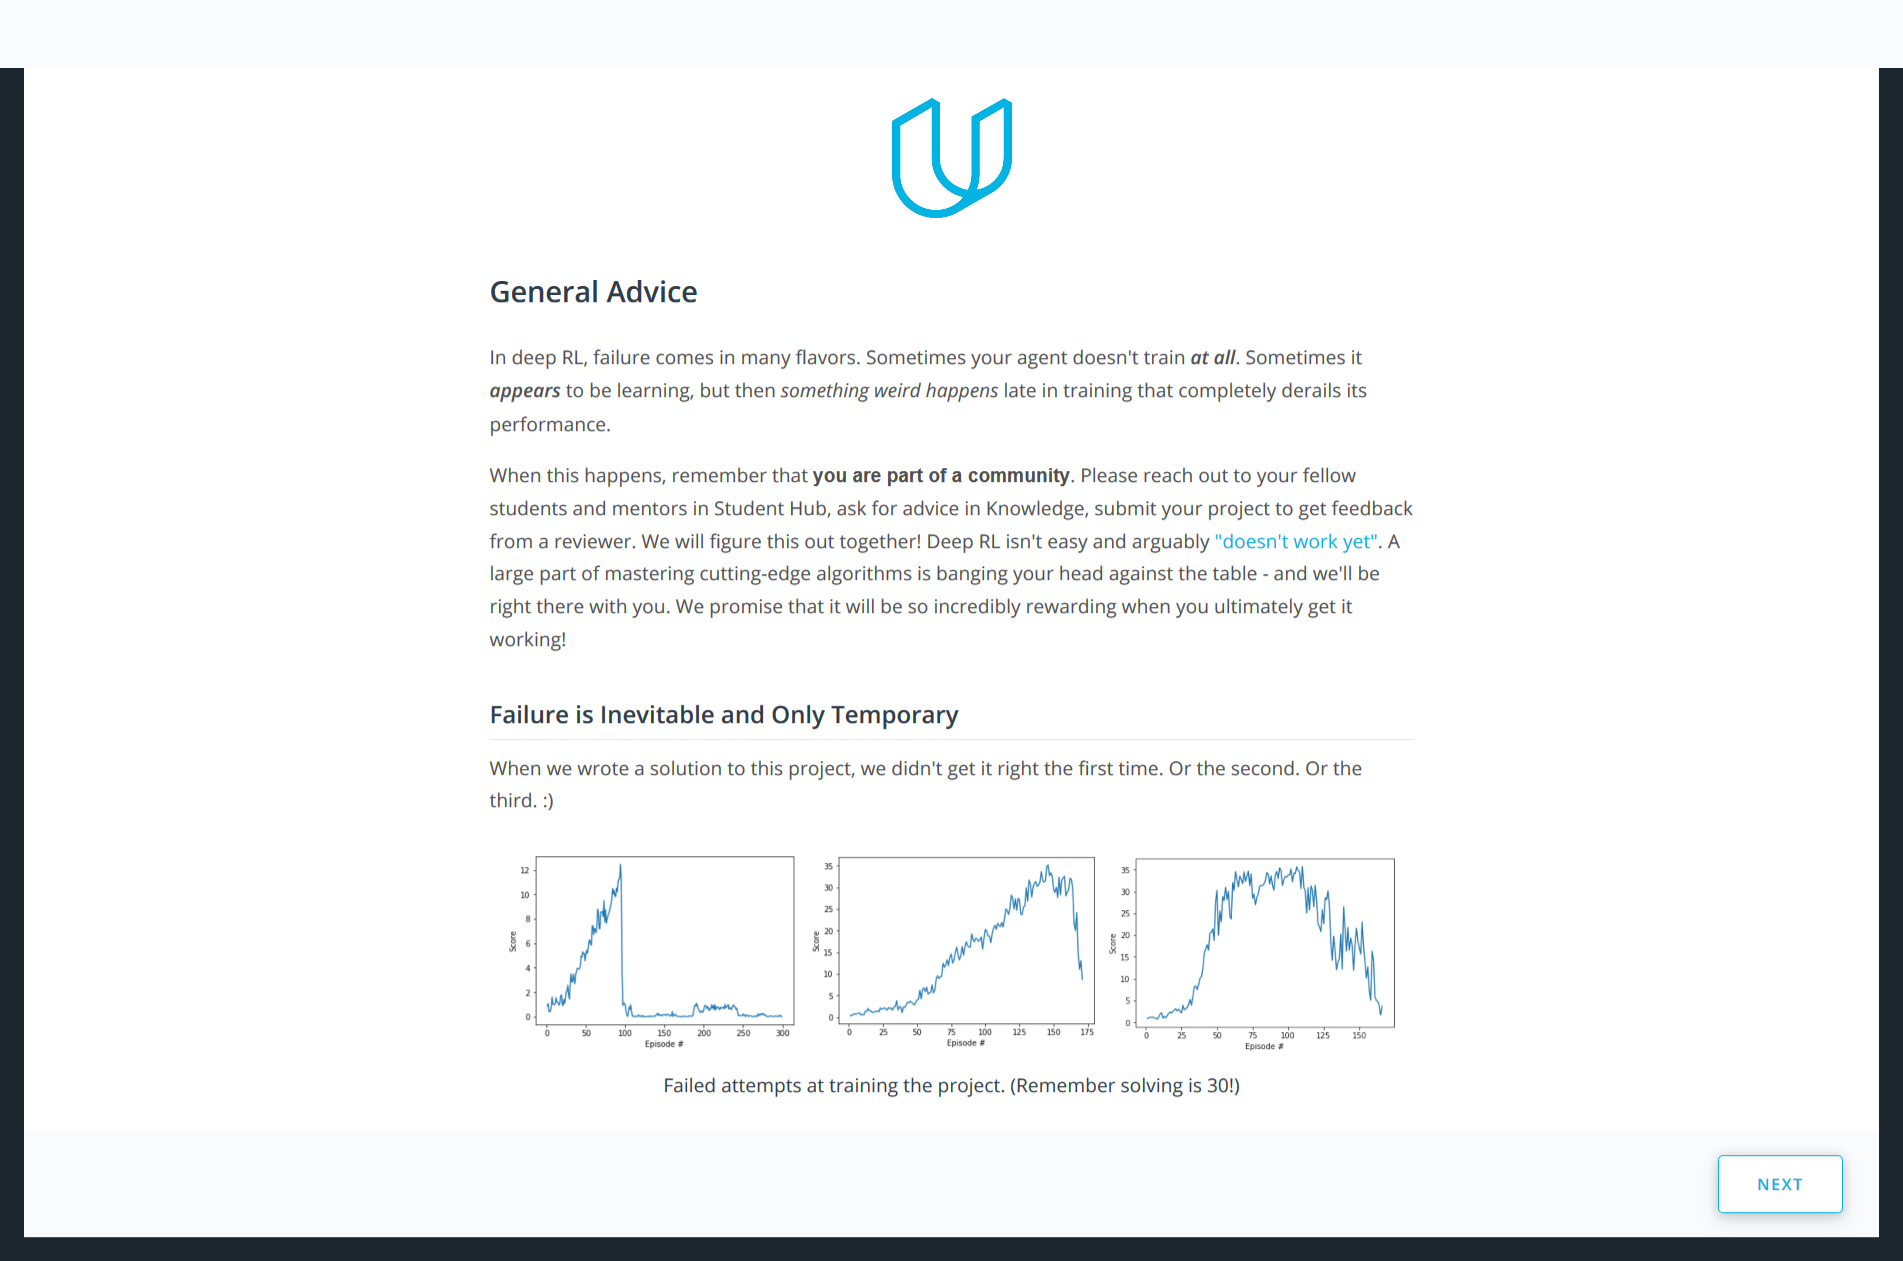 General Advice
In deep RL, failure comes in many flavors. Sometimes your agent doesn't train at all. Sometimes it
appears to be learning, but then something weird happens late in training that completely derails its
performance.
When this happens, remember that you are part of a community. Please reach out to your fellow
students and mentors in Student Hub, ask for advice in Knowledge, submit your project to get feedback
from a reviewer. We will figure this out together! Deep RL isn't easy and arguably "doesn't work yet". A
large part of mastering cutting-edge algorithms is banging your head against the table - and we'll be
right there with you. We promise that it will be so incredibly rewarding when you ultimately get it
working!
Failure is Inevitable and Only Temporary
When we wrote a solution to this project, we didn't get it right the first time. Or the second. Or the
third. :)
12
10
8
6
4
2
0
Score
0 50 100 150 200 250 300
Episode #
35
30
25
20
15
10
5
0
Score
0 25 50 75 100 125 150 175
Episode #
35
30
25
20
15
10
5
0
Score
0 25 50 75 100 125 150
Episode #
Failed attempts at training the project. (Remember solving is 30!)
NEXT